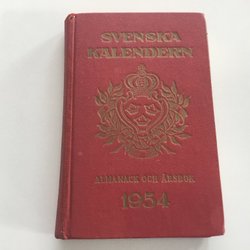 SVENSKA
KALENDERN
ALMANACK OCH ÅRSBOK
1954